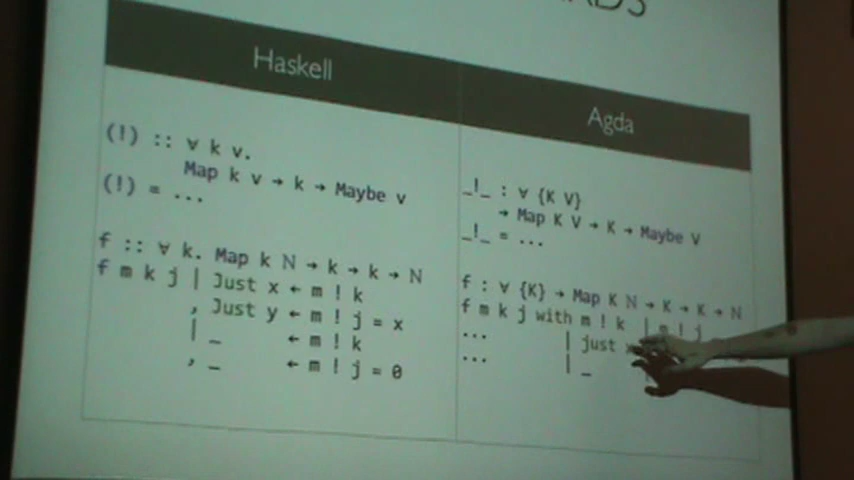 Haskell
(!) :: ∀ k v.
Map k v → k → Maybe v
(!) = ...
f :: ∀ k. Map k N → k → k → N
f m k j | Just x ← m ! k
, Just y ← m ! j = x
| _ ← m ! k
, _ ← m ! j = 0
Agda
_!_ : ∀ {K V}
→ Map K V → K → Maybe V
_!_ = ...
f : ∀ {K} → Map K N → K → K → N
f m k j with m ! k | m ! j
... | just
... | _